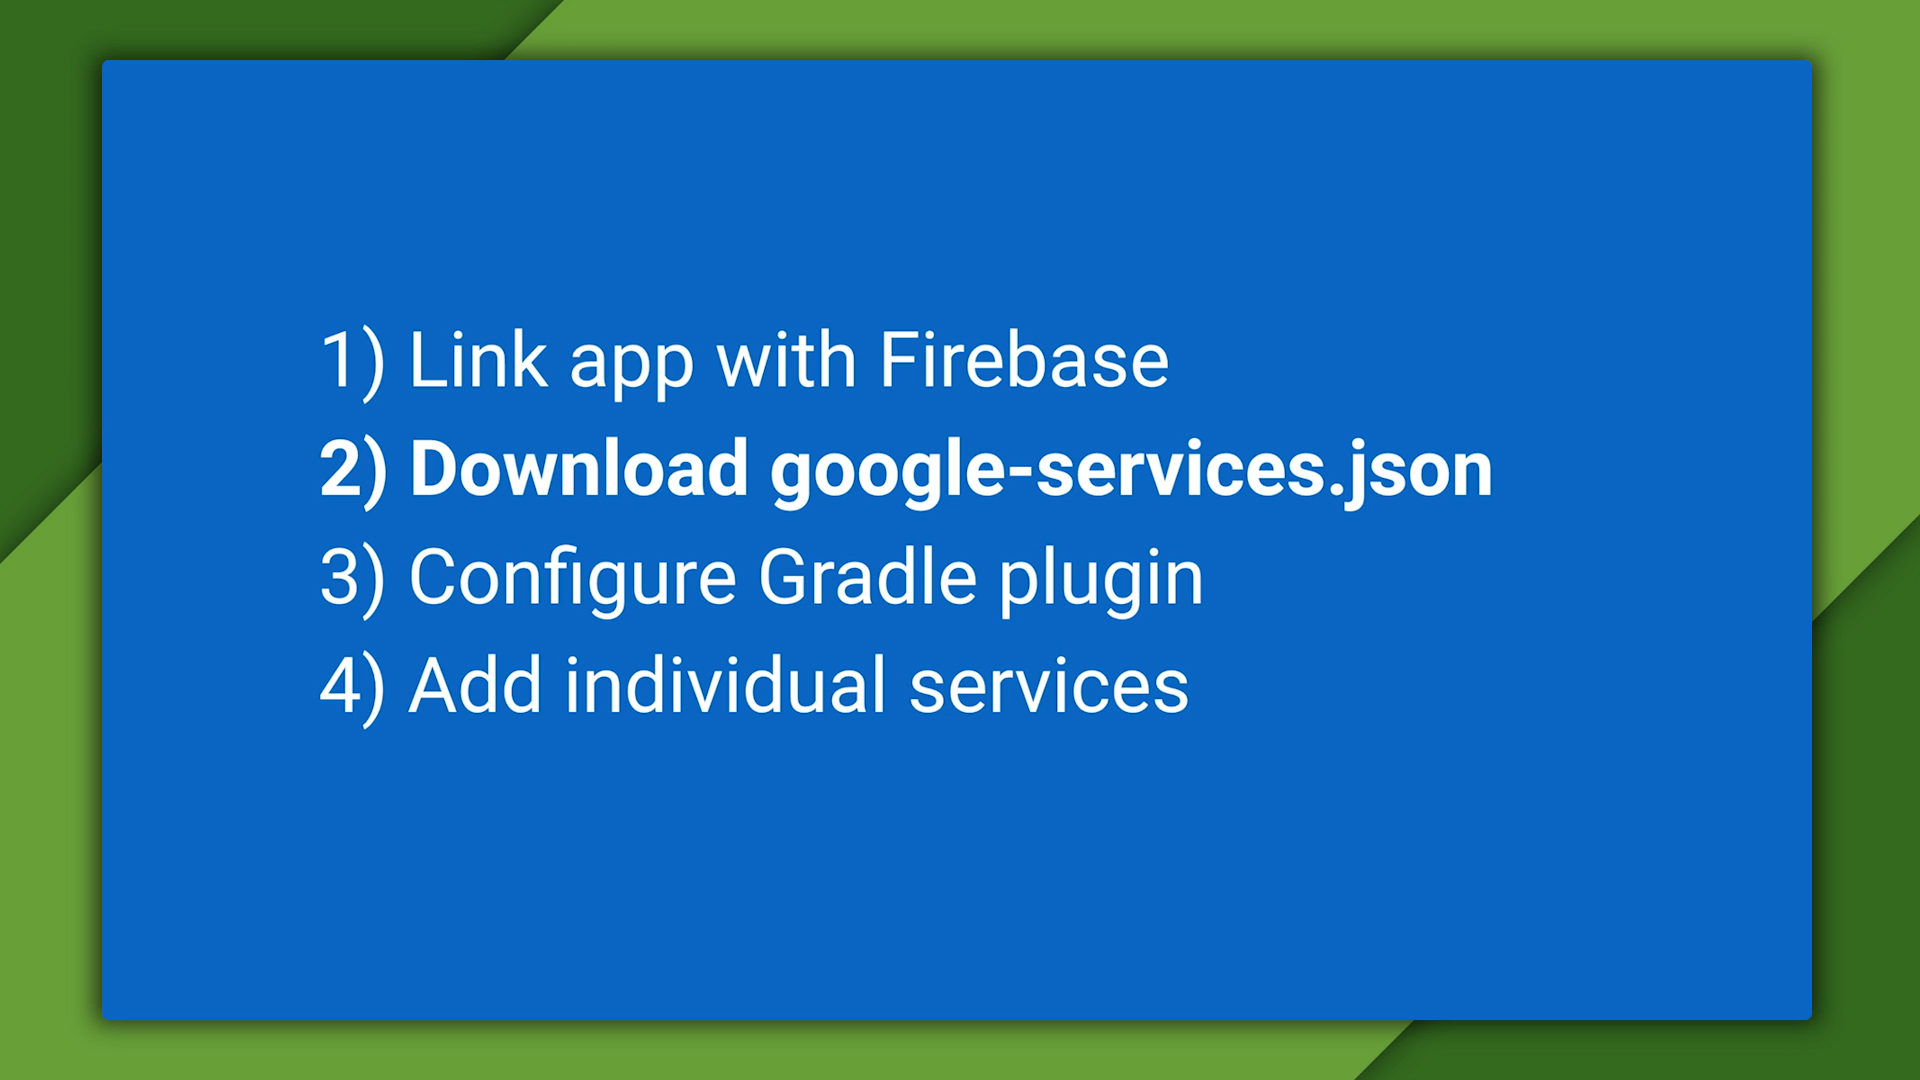 1) Link app with Firebase
2) Download google-services.json
3) Configure Gradle plugin
4) Add individual services